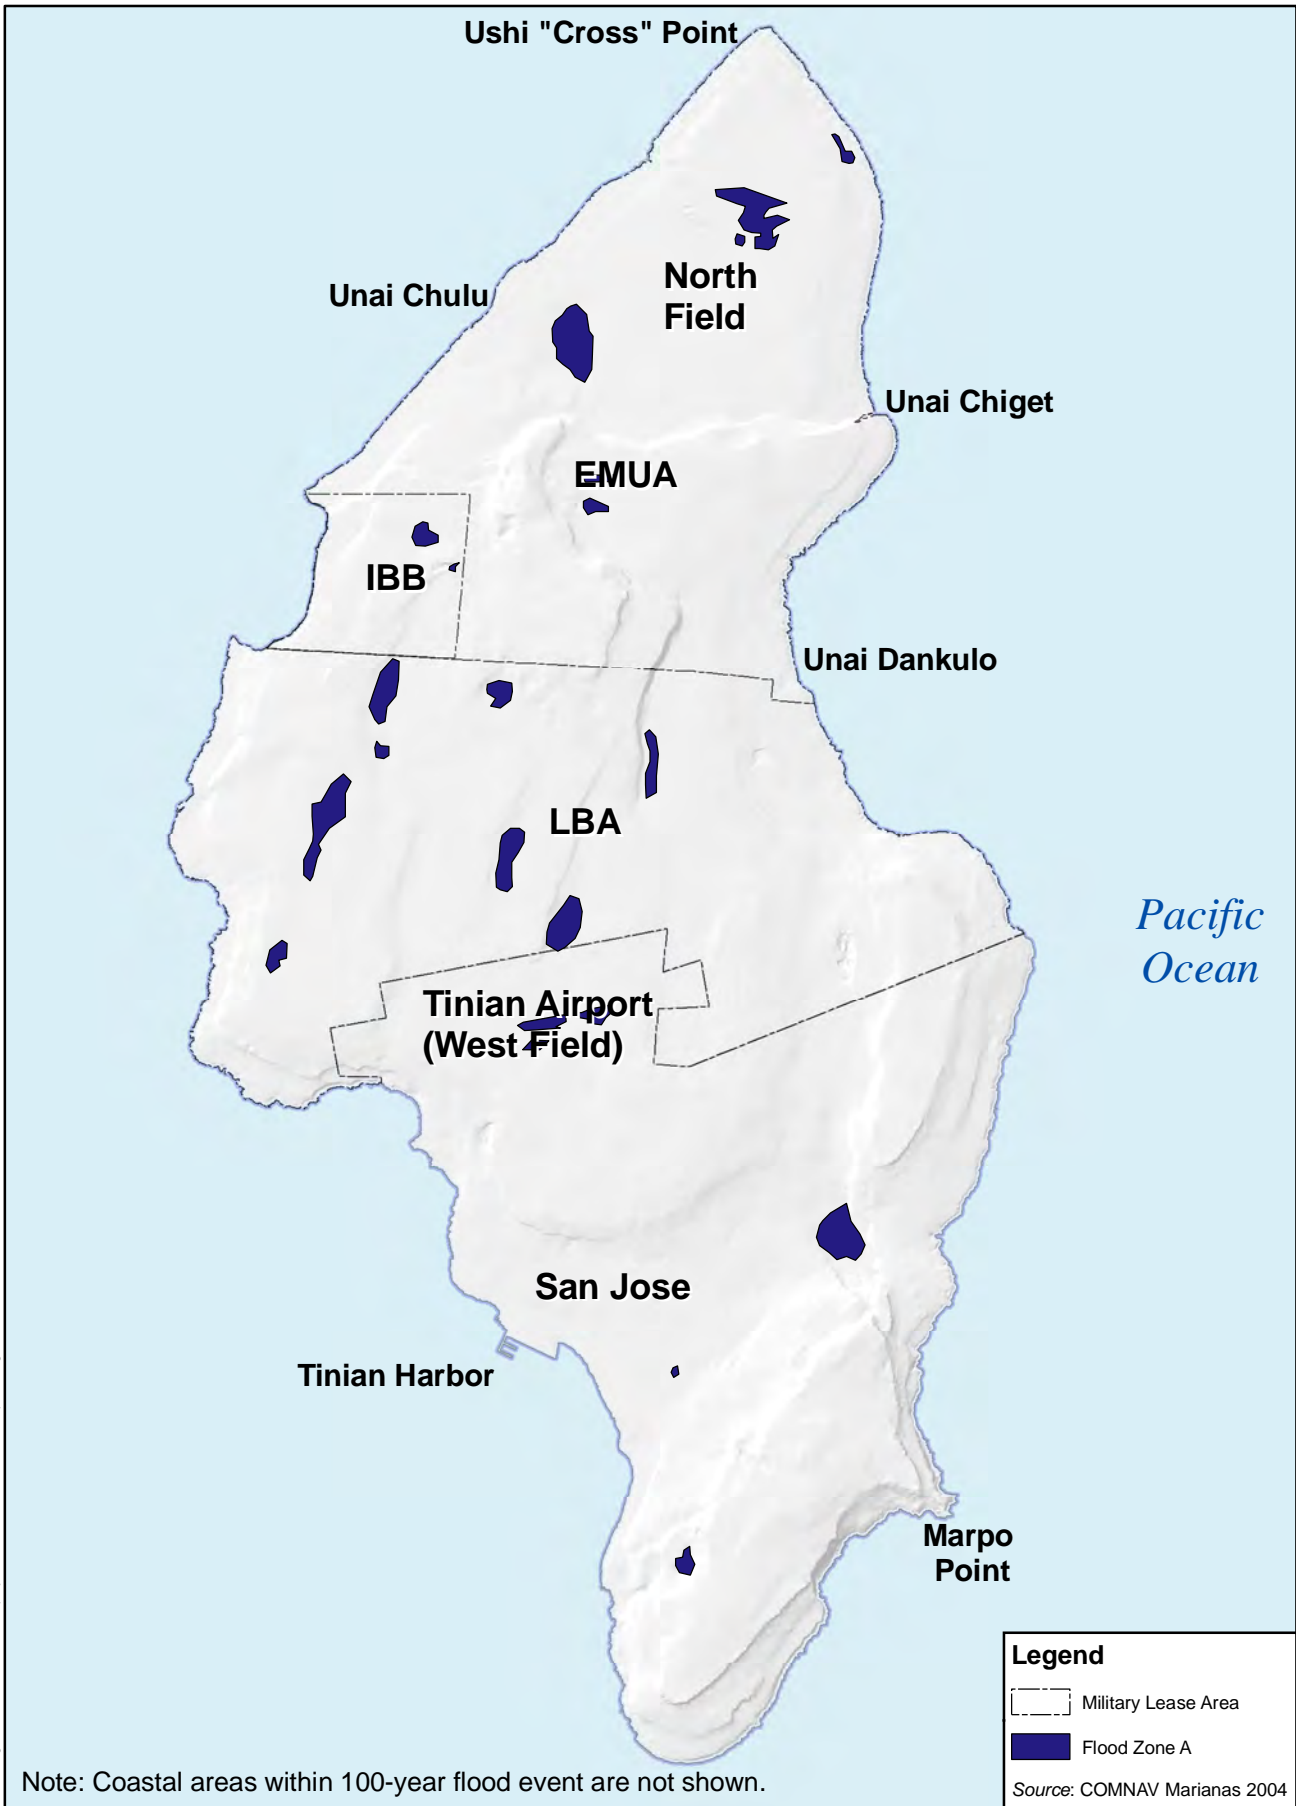 Ushi "Cross" Point
North
Field
Unai Chulu
Unai Chiget
EMUA
IBB
Unai Dankulo
LBA
Pacific
Ocean
Tinian Airport
(West Field)
San Jose
Tinian Harbor
Marpo
Point
Legend
Military Lease Area
Flood Zone A
Source: COMNAV Marianas 2004
Note: Coastal areas within 100-year flood event are not shown.